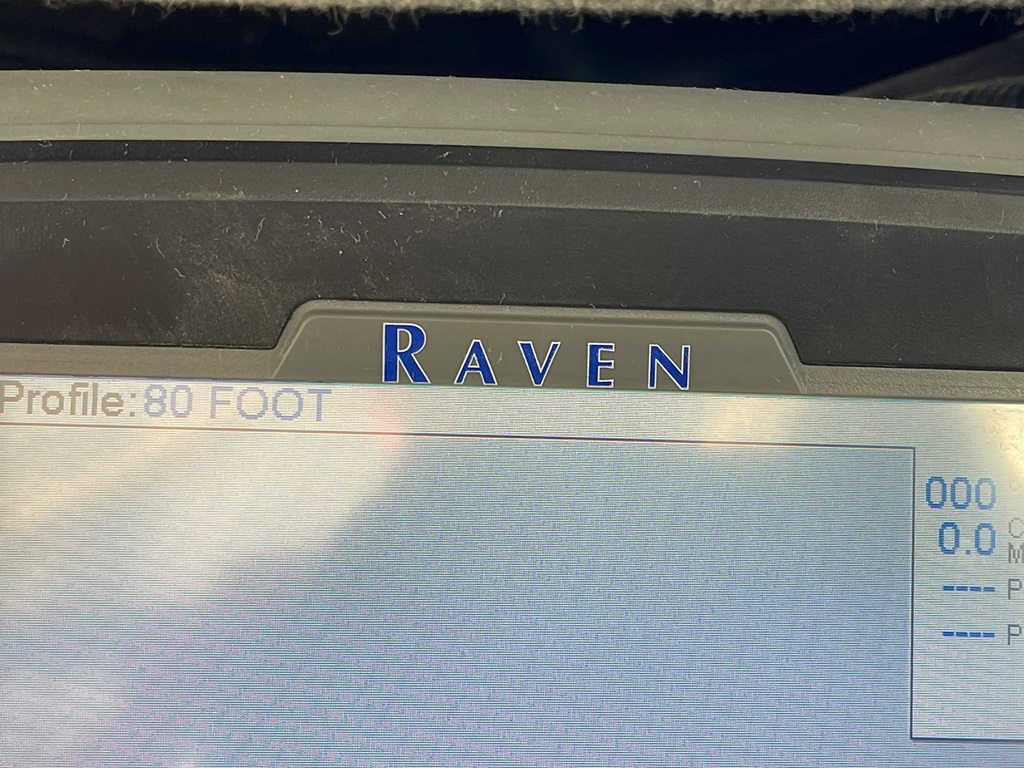 RAVEN
Profile: 80 FOOT
000
0.0 C
M
---- P
---- P